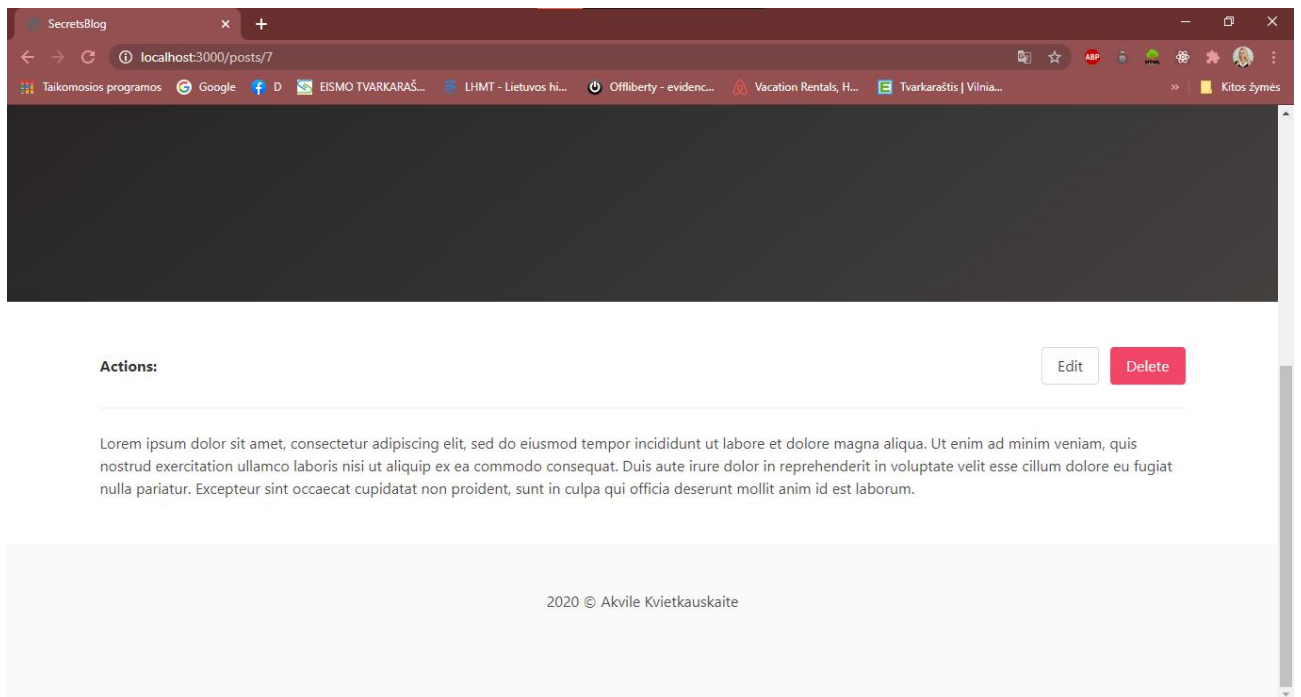 SecretsBlog
localhost:3000/posts/7
ABP
Taikomosios programos Google D EISMO TVARKARAŠ... LHMT - Lietuvos hi... Offliberty - evidenc... Vacation Rentals, H... Tvarkaraštis | Vilnia... » Kitos žymės
Actions: Edit Delete
Lorem ipsum dolor sit amet, consectetur adipiscing elit, sed do eiusmod tempor incididunt ut labore et dolore magna aliqua. Ut enim ad minim veniam, quis
nostrud exercitation ullamco laboris nisi ut aliquip ex ea commodo consequat. Duis aute irure dolor in reprehenderit in voluptate velit esse cillum dolore eu fugiat
nulla pariatur. Excepteur sint occaecat cupidatat non proident, sunt in culpa qui officia deserunt mollit anim id est laborum.
2020 © Akvile Kvietkauskaite